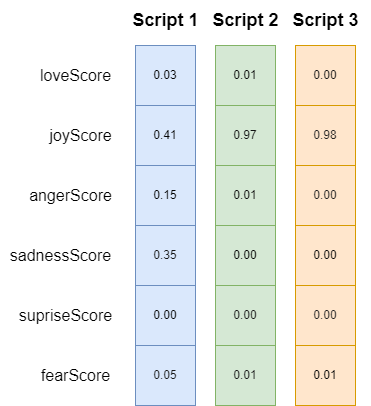 Script 1 Script 2 Script 3
loveScore 0.03 0.01 0.00
joyScore 0.41 0.97 0.98
angerScore 0.15 0.01 0.00
sadnessScore 0.35 0.00 0.00
supriseScore 0.00 0.00 0.00
fearScore 0.05 0.01 0.01